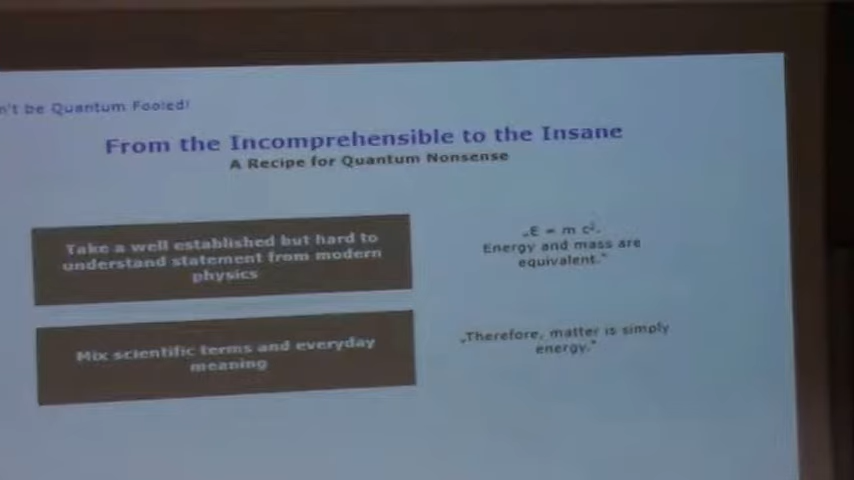 n't be Quantum Fooled!
From the Incomprehensible to the Insane
A Recipe for Quantum Nonsense
Take a well established but hard to
understand statement from modern
physics
„E = m c².
Energy and mass are
equivalent.“
Mix scientific terms and everyday
meaning
„Therefore, matter is simply
energy.“